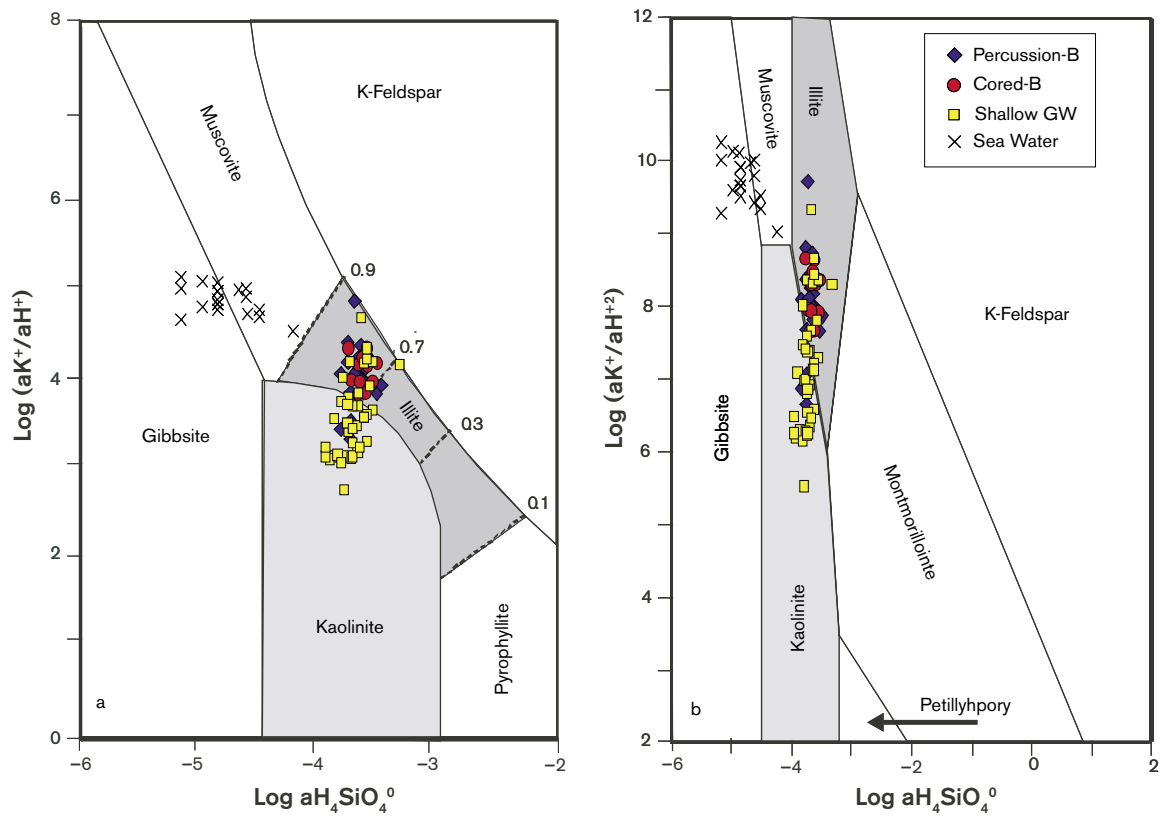 8
6
4
2
0
−6
−5
−4
−3
−2
Log (aK⁺/aH⁺)
Log aH₄SiO₄⁰
Muscovite
K-Feldspar
0.9
0.7
0.3
0.1
Illite
Gibbsite
Kaolinite
Pyrophyllite
a
12
10
8
6
4
2
−6
−4
−2
0
2
Log (aK⁺/aH⁺²)
Log aH₄SiO₄⁰
Percussion-B
Cored-B
Shallow GW
Sea Water
Muscovite
Illite
K-Feldspar
Gibbsite
Montmorillointe
Kaolinite
Petillyhpory
b